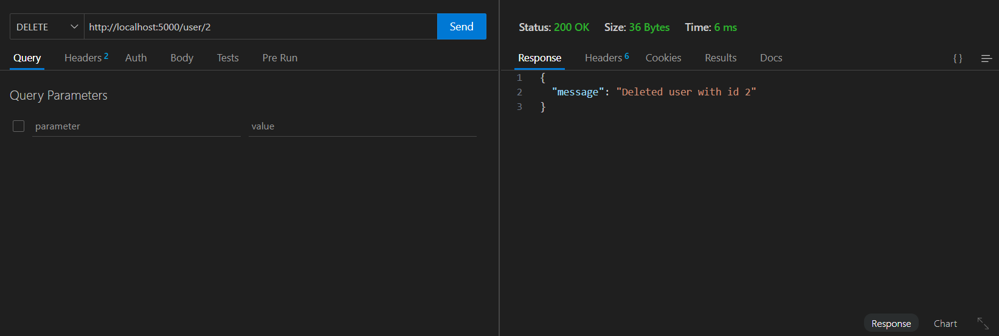 DELETE http://localhost:5000/user/2 Send
Query Headers 2 Auth Body Tests Pre Run
Query Parameters
parameter value
Status: 200 OK Size: 36 Bytes Time: 6 ms
Response Headers 6 Cookies Results Docs {}
1 {
2 "message": "Deleted user with id 2"
3 }
Response Chart